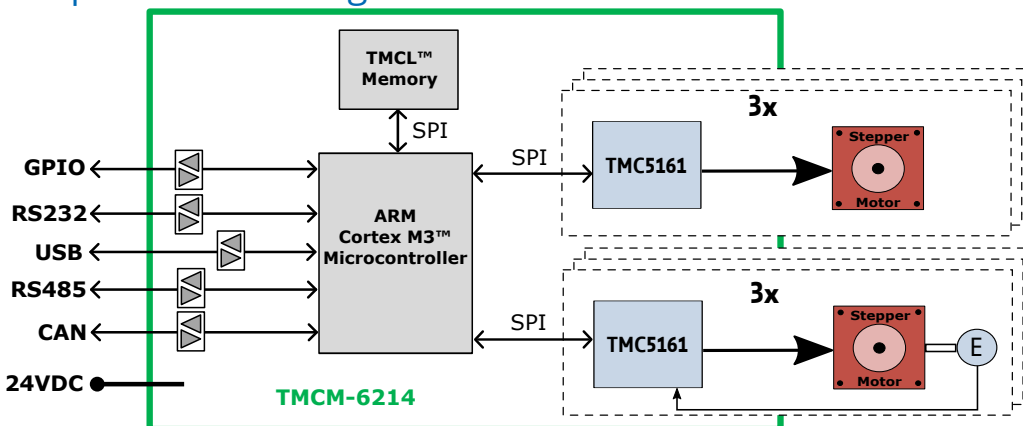 TMCL™
Memory
SPI
GPIO
RS232
USB
RS485
CAN
24VDC
ARM
Cortex M3™
Microcontroller
SPI
SPI
TMCM-6214
3x
TMC5161
Stepper
Motor
3x
TMC5161
Stepper
Motor
E